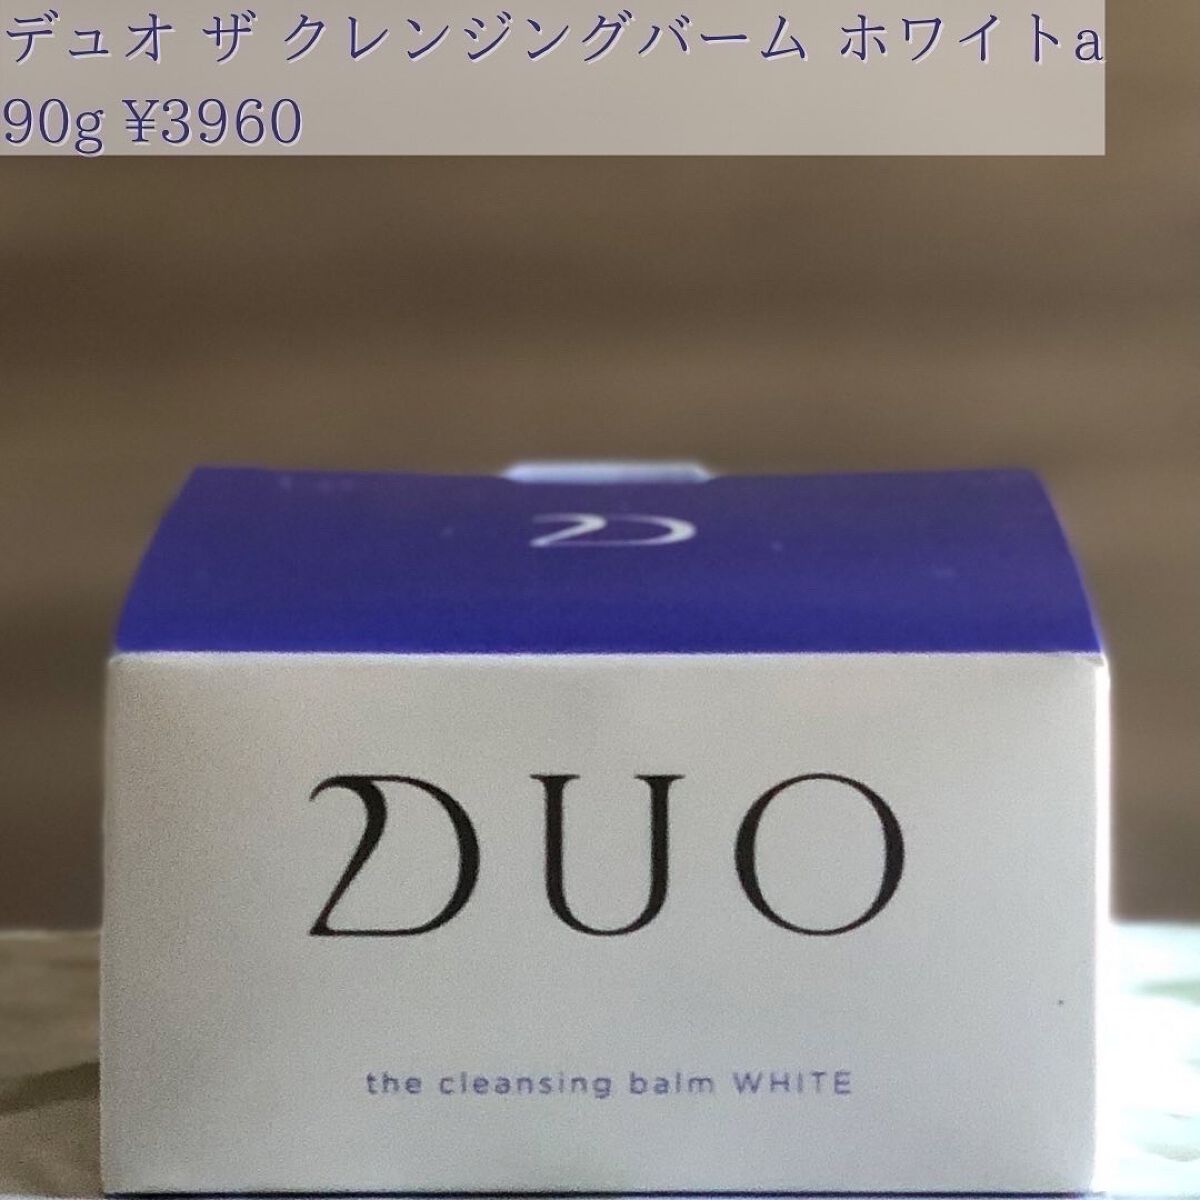 デュオ ザ クレンジングバーム ホワイトa
90g ¥3960
DUO
the cleansing balm WHITE